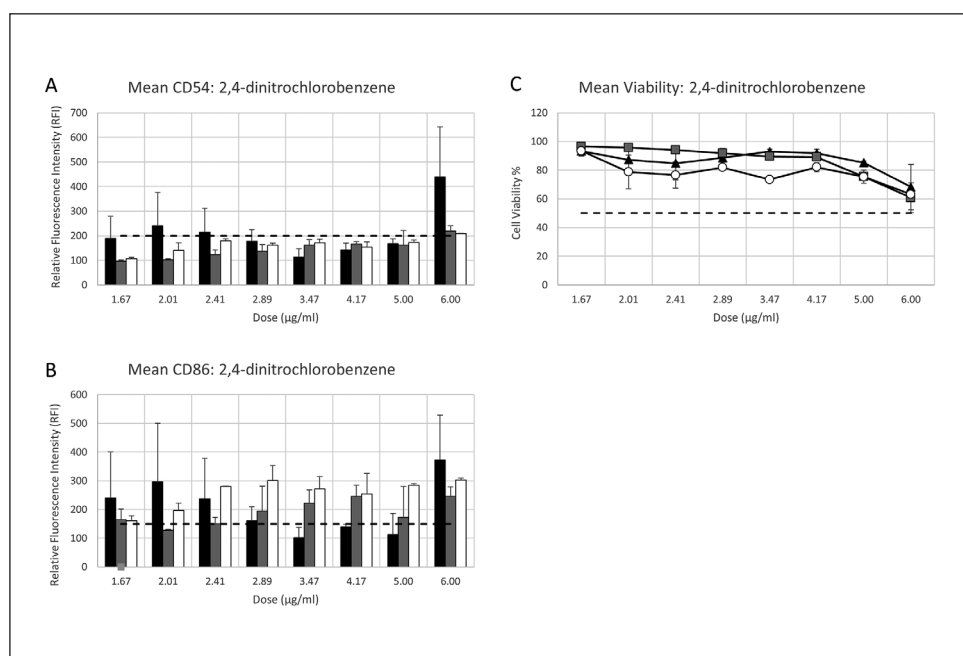 A
Mean CD54: 2,4-dinitrochlorobenzene
Relative Fluorescence Intensity (RFI)
700
600
500
400
300
200
100
0
1.67 2.01 2.41 2.89 3.47 4.17 5.00 6.00
Dose (µg/ml)
C
Mean Viability: 2,4-dinitrochlorobenzene
Cell Viability %
120
100
80
60
40
20
0
1.67 2.01 2.41 2.89 3.47 4.17 5.00 6.00
Dose (µg/ml)
B
Mean CD86: 2,4-dinitrochlorobenzene
Relative Fluorescence Intensity (RFI)
600
500
400
300
200
100
0
1.67 2.01 2.41 2.89 3.47 4.17 5.00 6.00
Dose (µg/ml)